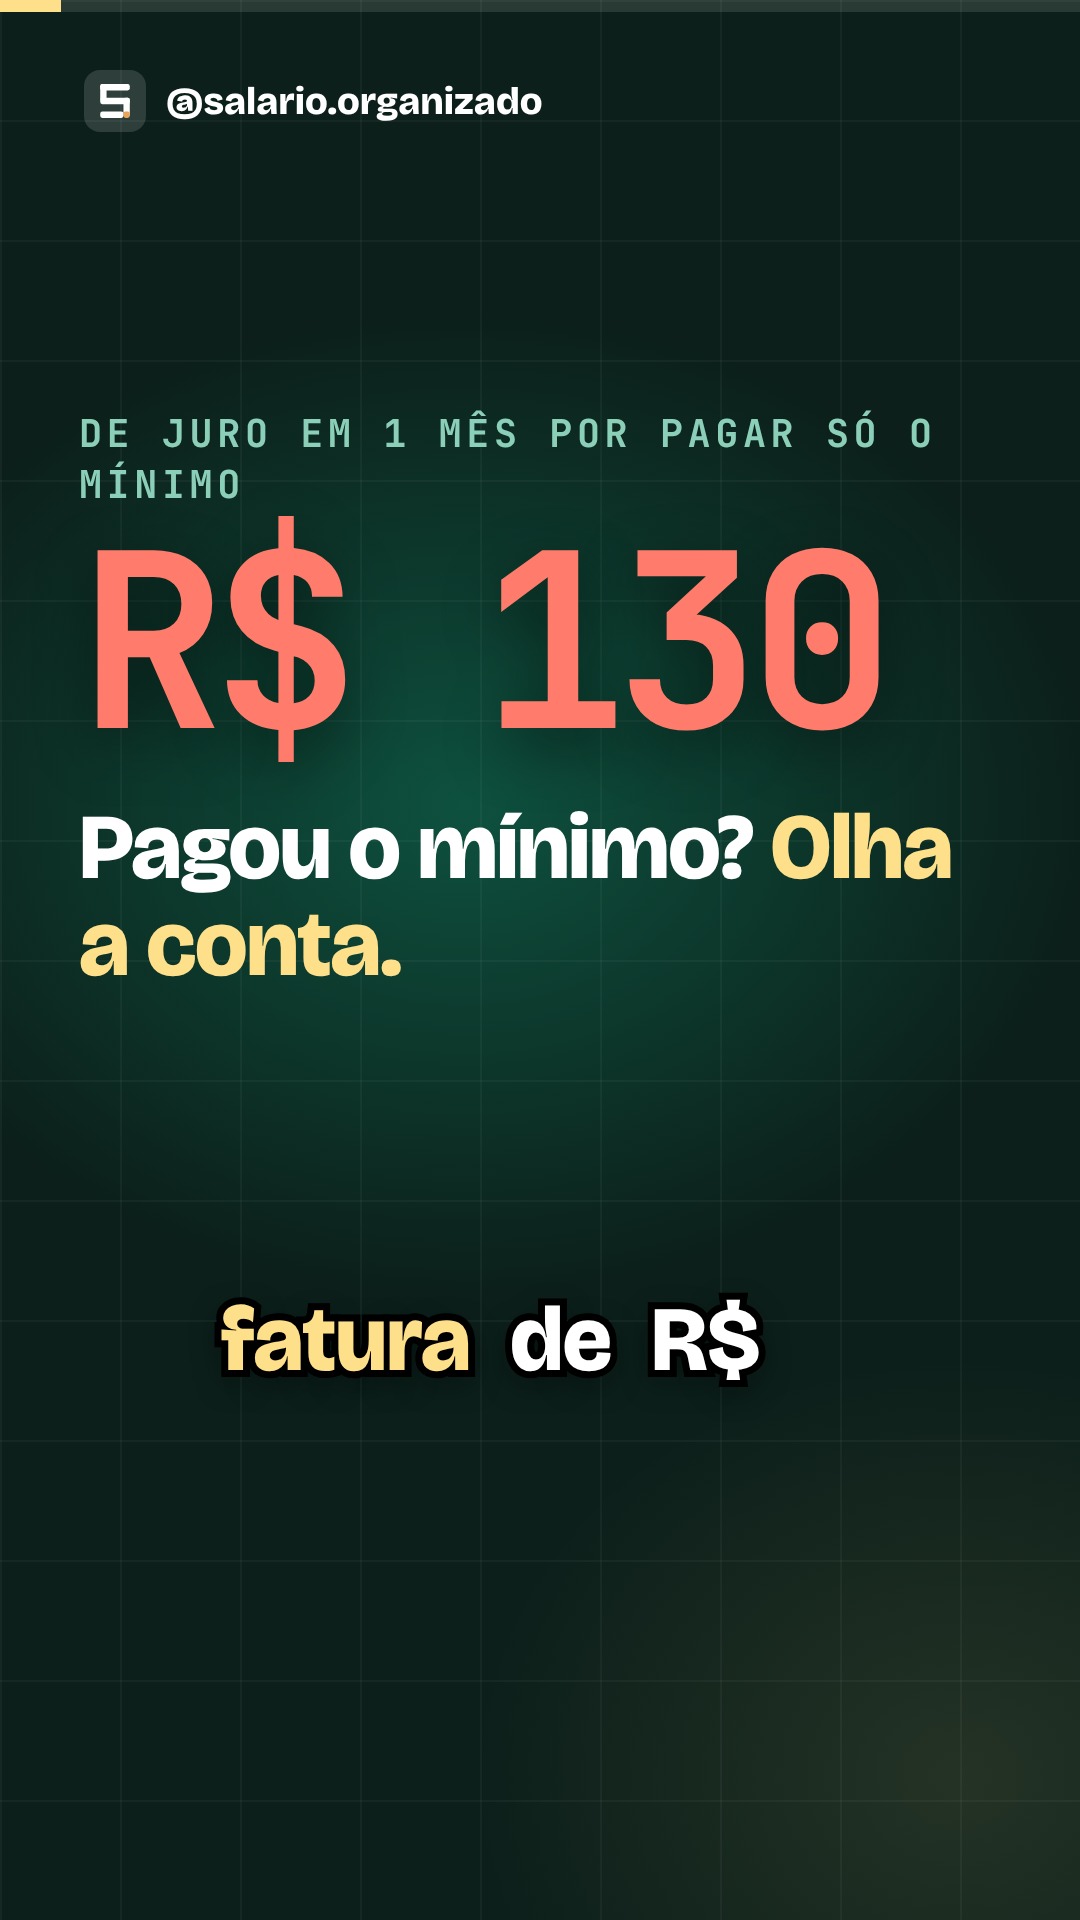 @salario.organizado
DE JURO EM 1 MÊS POR PAGAR SÓ O
MÍNIMO
R$ 130
Pagou o mínimo? Olha
a conta.
fatura de R$